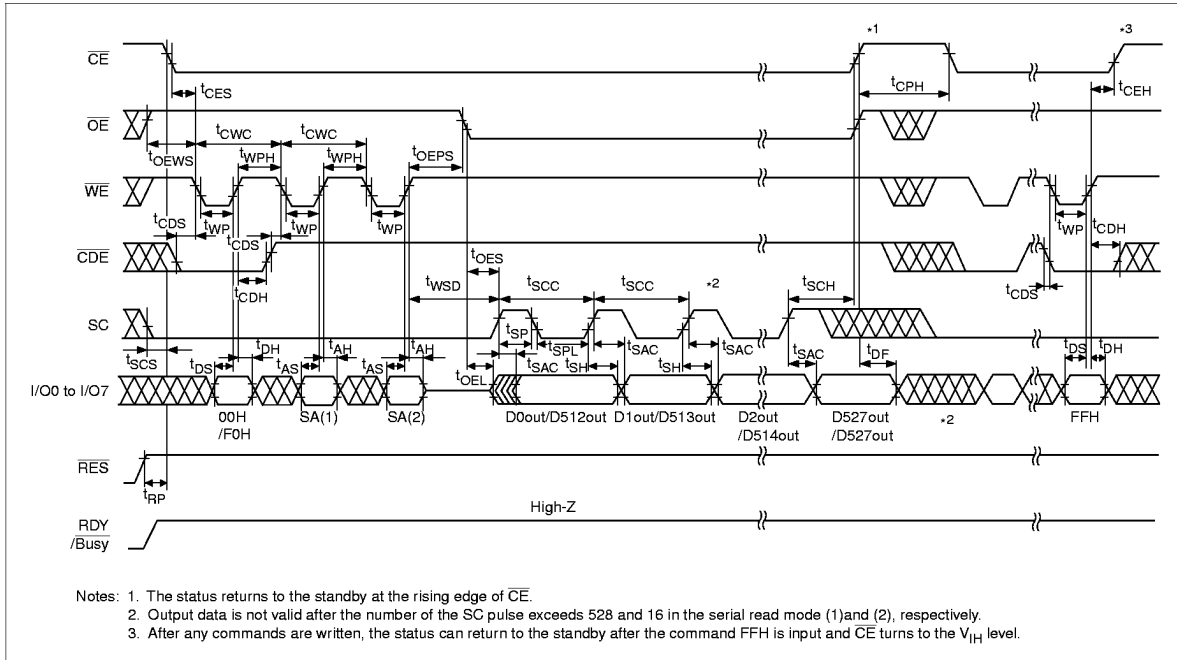 *1 *3
CE
tCES tCPH tCEH
OE
tCWC tCWC
tOEWS tWPH tWPH tOEPS
WE
tCDS tWP tCDS tWP tWP tWP tCDH
CDE
tCDH tOES tCDS
tWSD tSCC tSCC *2 tSCH
SC
tSCS tSP tSPL tSAC tSAC
tDS tDH tAS tAH tAS tAH tOEL tSAC tSH tSH tSAC tDF tDS tDH
I/O0 to I/O7
00H SA(1) SA(2) D0out/D512out D1out/D513out D2out D527out *2 FFH
/F0H /D514out /D527out
RES
tRP
High-Z
RDY
/Busy
Notes: 1. The status returns to the standby at the rising edge of CE.
2. Output data is not valid after the number of the SC pulse exceeds 528 and 16 in the serial read mode (1)and (2), respectively.
3. After any commands are written, the status can return to the standby after the command FFH is input and CE turns to the VIH level.